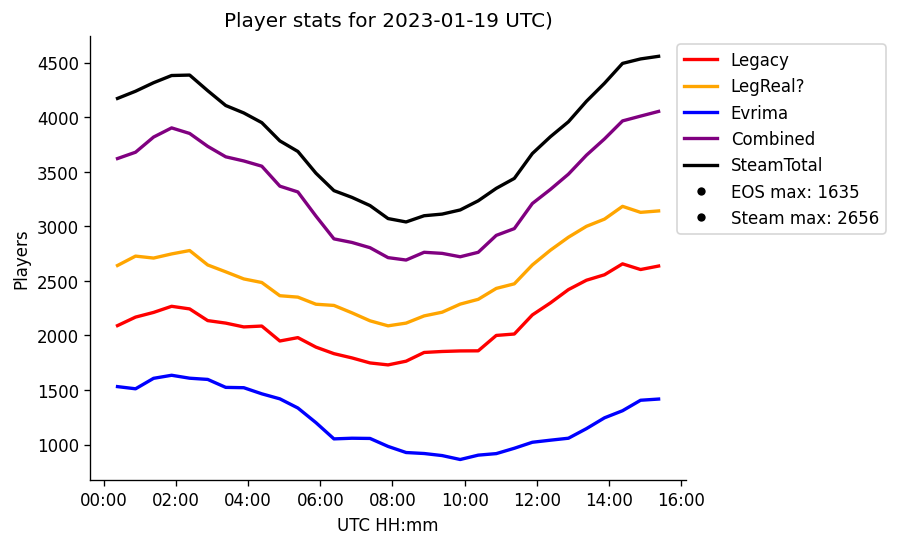 Player stats for 2023-01-19 UTC)
Legacy
LegReal?
Evrima
Combined
SteamTotal
EOS max: 1635
Steam max: 2656
Players
4500
4000
3500
3000
2500
2000
1500
1000
00:00 02:00 04:00 06:00 08:00 10:00 12:00 14:00 16:00
UTC HH:mm